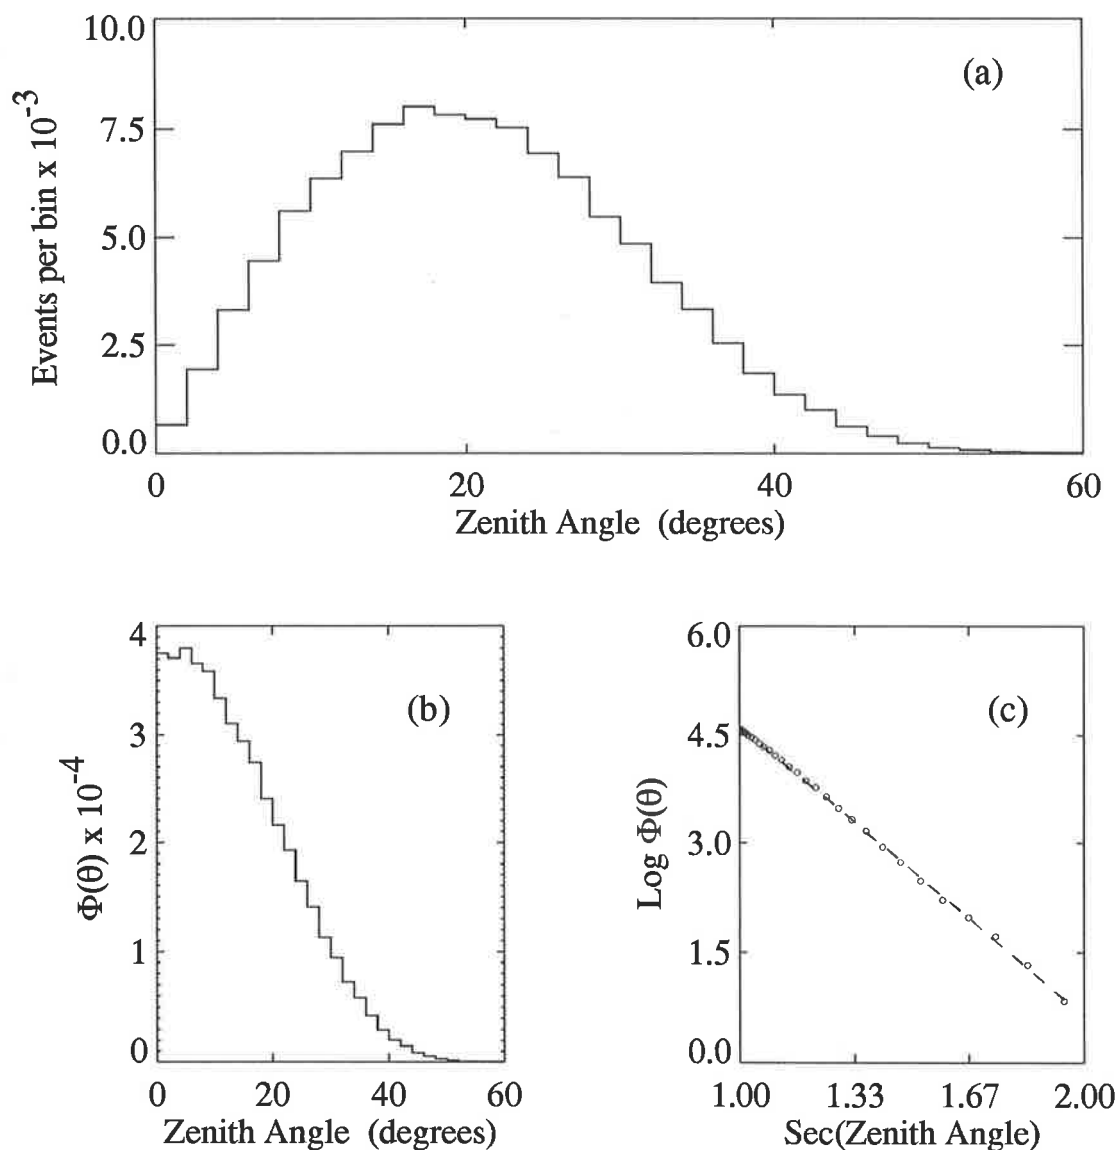 10.0
(a)
7.5
5.0
2.5
0.0
Events per bin x 10⁻³
0 20 40 60
Zenith Angle (degrees)
4
(b)
3
2
1
0
Φ(θ) x 10⁻⁴
0 20 40 60
Zenith Angle (degrees)
6.0
(c)
4.5
3.0
1.5
0.0
Log Φ(θ)
1.00 1.33 1.67 2.00
Sec(Zenith Angle)